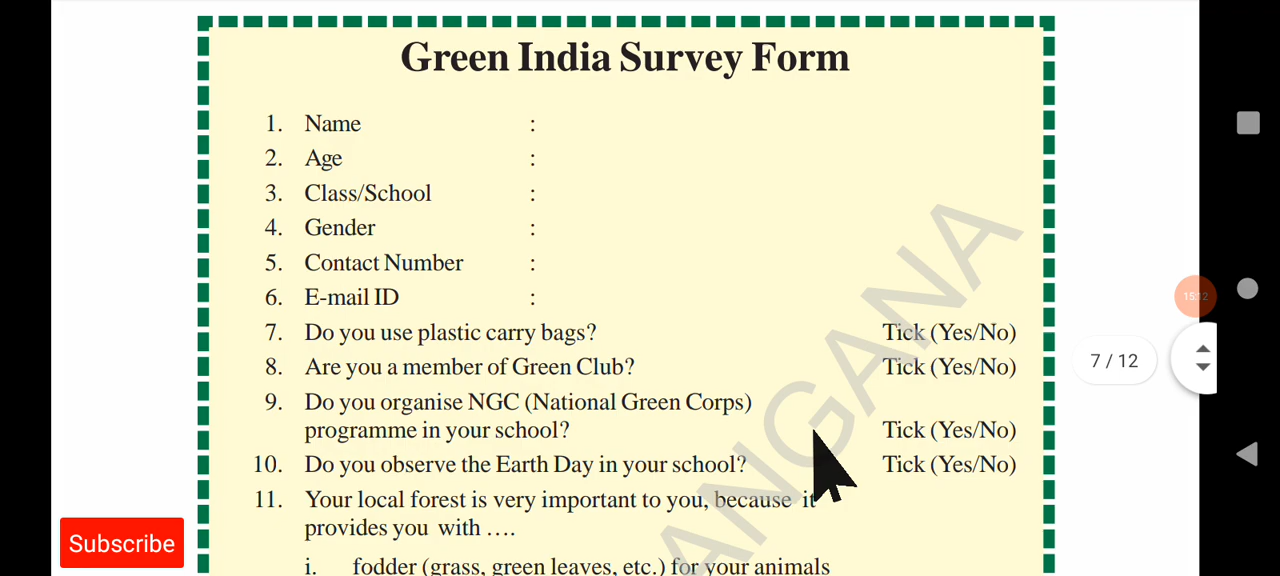 Green India Survey Form
1. Name :
2. Age :
3. Class/School :
4. Gender :
5. Contact Number :
6. E-mail ID :
7. Do you use plastic carry bags? Tick (Yes/No)
8. Are you a member of Green Club? Tick (Yes/No)
9. Do you organise NGC (National Green Corps)
programme in your school? Tick (Yes/No)
10. Do you observe the Earth Day in your school? Tick (Yes/No)
11. Your local forest is very important to you, because it
provides you with ….
i. fodder (grass, green leaves, etc.) for your animals
ANGANA
Subscribe
7 / 12
15:12